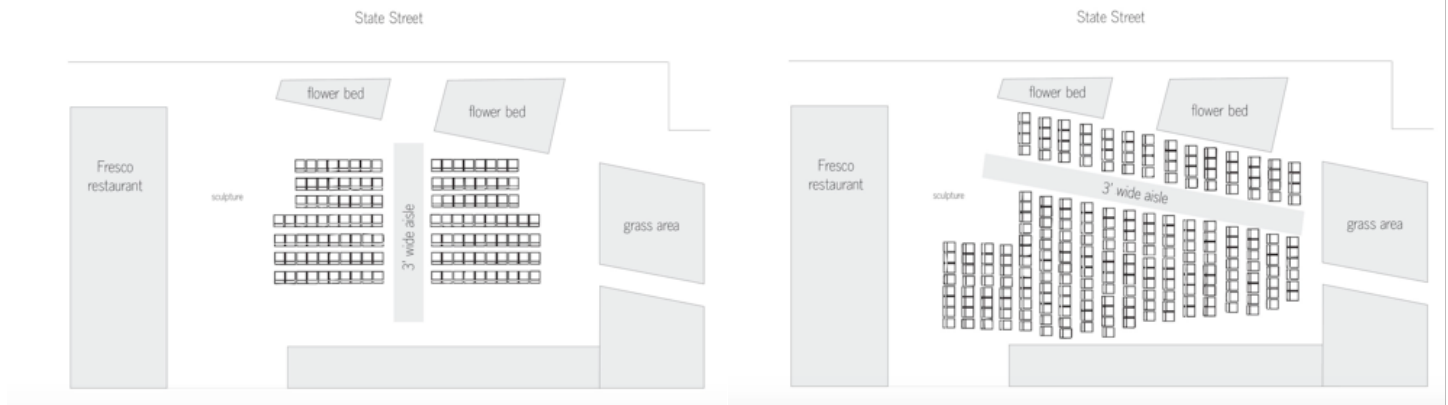 State Street
flower bed
flower bed
Fresco
restaurant
sculpture
3' wide aisle
grass area
State Street
flower bed
flower bed
Fresco
restaurant
sculpture
3' wide aisle
grass area